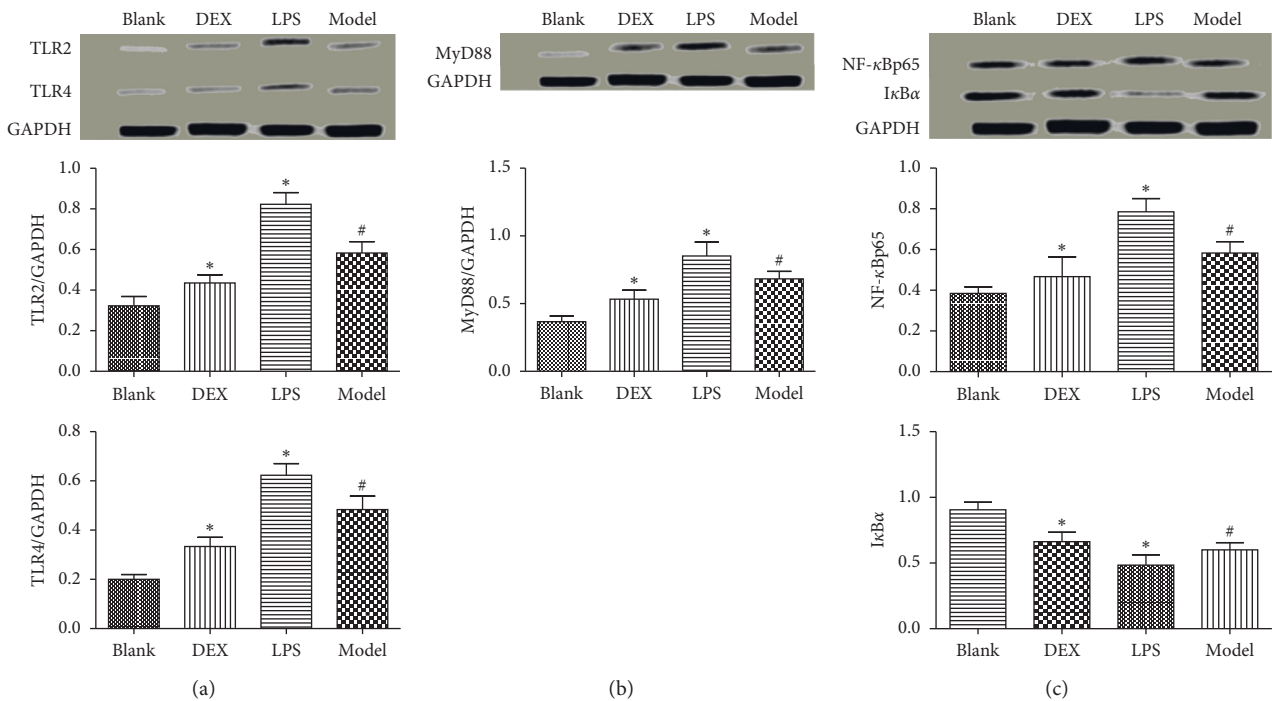 Blank DEX LPS Model
TLR2
TLR4
GAPDH
1.0
0.8
0.6
0.4
0.2
0.0
TLR2/GAPDH
*
*
#
Blank DEX LPS Model
0.8
0.6
0.4
0.2
0.0
TLR4/GAPDH
*
*
#
Blank DEX LPS Model
(a)
Blank DEX LPS Model
MyD88
GAPDH
1.5
1.0
0.5
0.0
MyD88/GAPDH
*
*
#
Blank DEX LPS Model
(b)
Blank DEX LPS Model
NF-κBp65
IκBα
GAPDH
1.0
0.8
0.6
0.4
0.2
0.0
NF-κBp65
*
*
#
Blank DEX LPS Model
1.5
1.0
0.5
0.0
IκBα
*
*
#
Blank DEX LPS Model
(c)